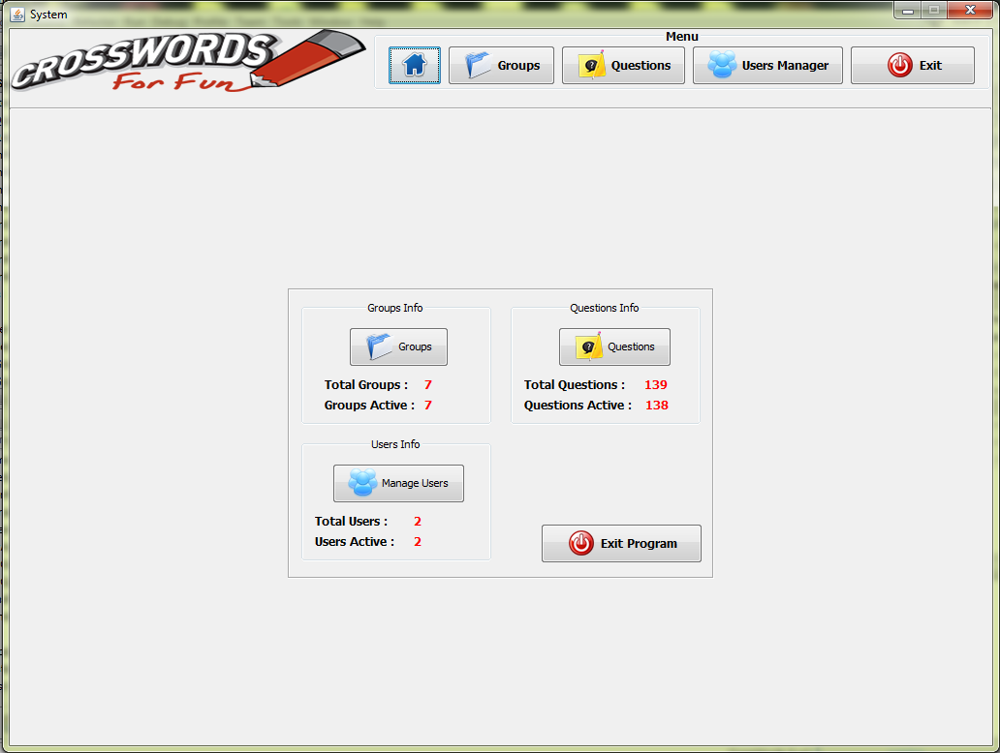 System
CROSSWORDS
For Fun
Menu
Groups
Questions
Users Manager
Exit
Groups Info
Groups
Total Groups : 7
Groups Active : 7
Questions Info
Questions
Total Questions : 139
Questions Active : 138
Users Info
Manage Users
Total Users : 2
Users Active : 2
Exit Program